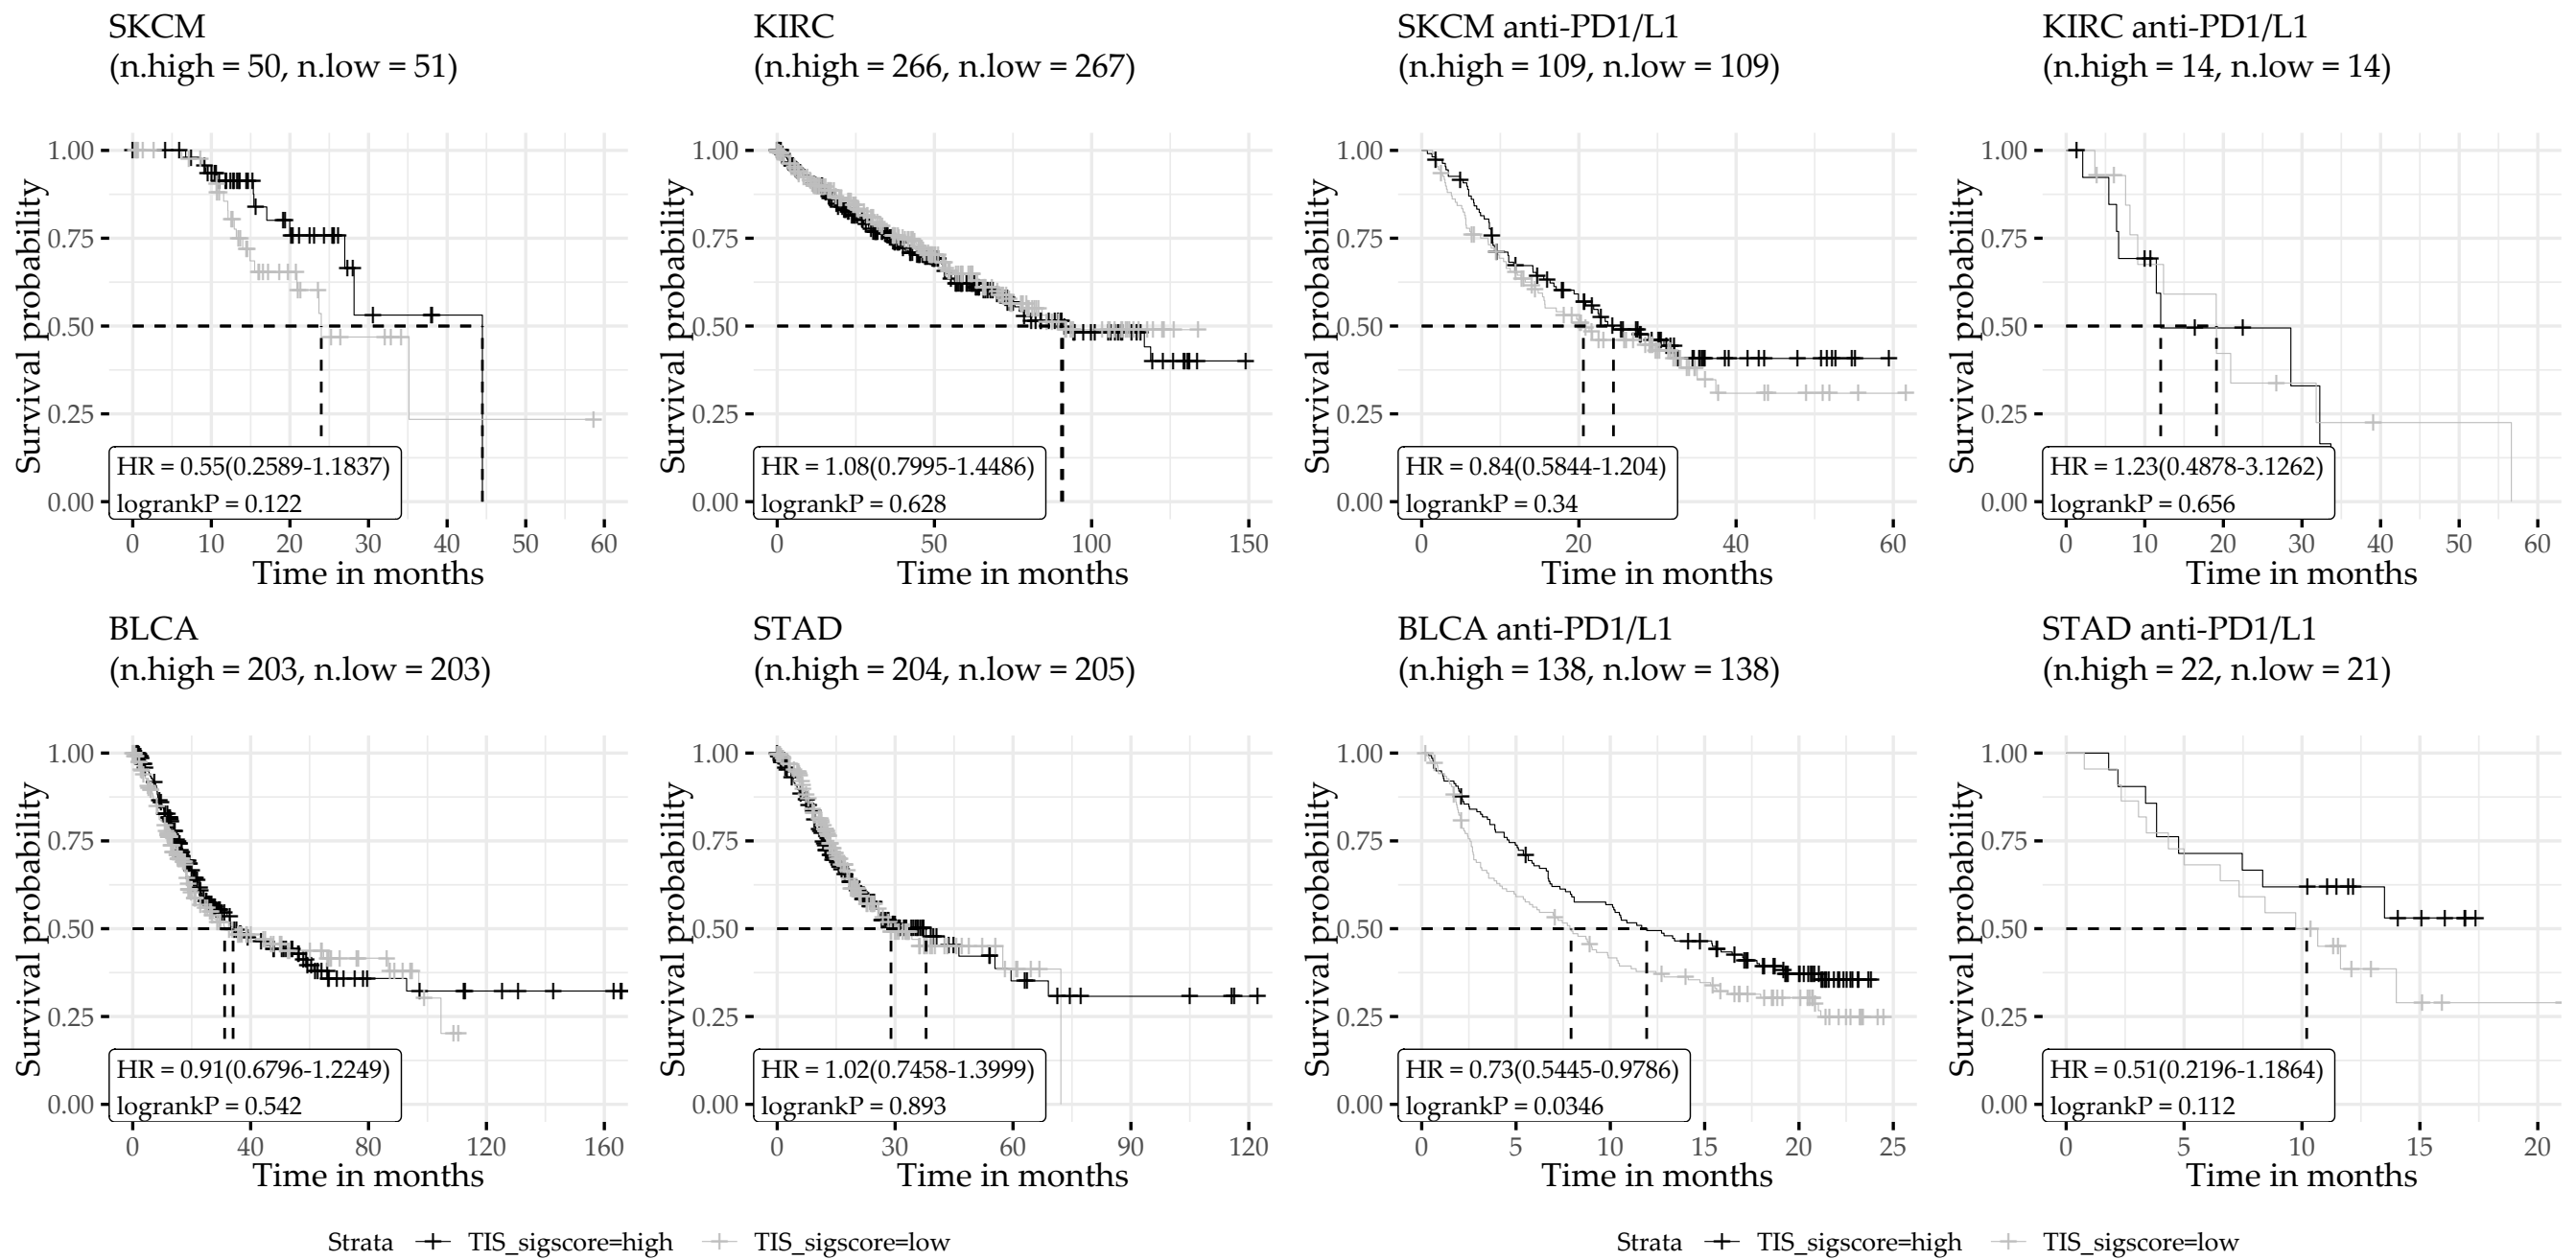 SKCM
(n.high = 50, n.low = 51)
Survival probability
1.00
0.75
0.50
0.25
0.00
HR = 0.55(0.2589-1.1837)
logrankP = 0.122
0 10 20 30 40 50 60
Time in months
KIRC
(n.high = 266, n.low = 267)
Survival probability
1.00
0.75
0.50
0.25
0.00
HR = 1.08(0.7995-1.4486)
logrankP = 0.628
0 50 100 150
Time in months
SKCM anti-PD1/L1
(n.high = 109, n.low = 109)
Survival probability
1.00
0.75
0.50
0.25
0.00
HR = 0.84(0.5844-1.204)
logrankP = 0.34
0 20 40 60
Time in months
KIRC anti-PD1/L1
(n.high = 14, n.low = 14)
Survival probability
1.00
0.75
0.50
0.25
0.00
HR = 1.23(0.4878-3.1262)
logrankP = 0.656
0 10 20 30 40 50 60
Time in months
BLCA
(n.high = 203, n.low = 203)
Survival probability
1.00
0.75
0.50
0.25
0.00
HR = 0.91(0.6796-1.2249)
logrankP = 0.542
0 40 80 120 160
Time in months
STAD
(n.high = 204, n.low = 205)
Survival probability
1.00
0.75
0.50
0.25
0.00
HR = 1.02(0.7458-1.3999)
logrankP = 0.893
0 30 60 90 120
Time in months
BLCA anti-PD1/L1
(n.high = 138, n.low = 138)
Survival probability
1.00
0.75
0.50
0.25
0.00
HR = 0.73(0.5445-0.9786)
logrankP = 0.0346
0 5 10 15 20 25
Time in months
STAD anti-PD1/L1
(n.high = 22, n.low = 21)
Survival probability
1.00
0.75
0.50
0.25
0.00
HR = 0.51(0.2196-1.1864)
logrankP = 0.112
0 5 10 15 20
Time in months
Strata TIS_sigscore=high TIS_sigscore=low
Strata TIS_sigscore=high TIS_sigscore=low